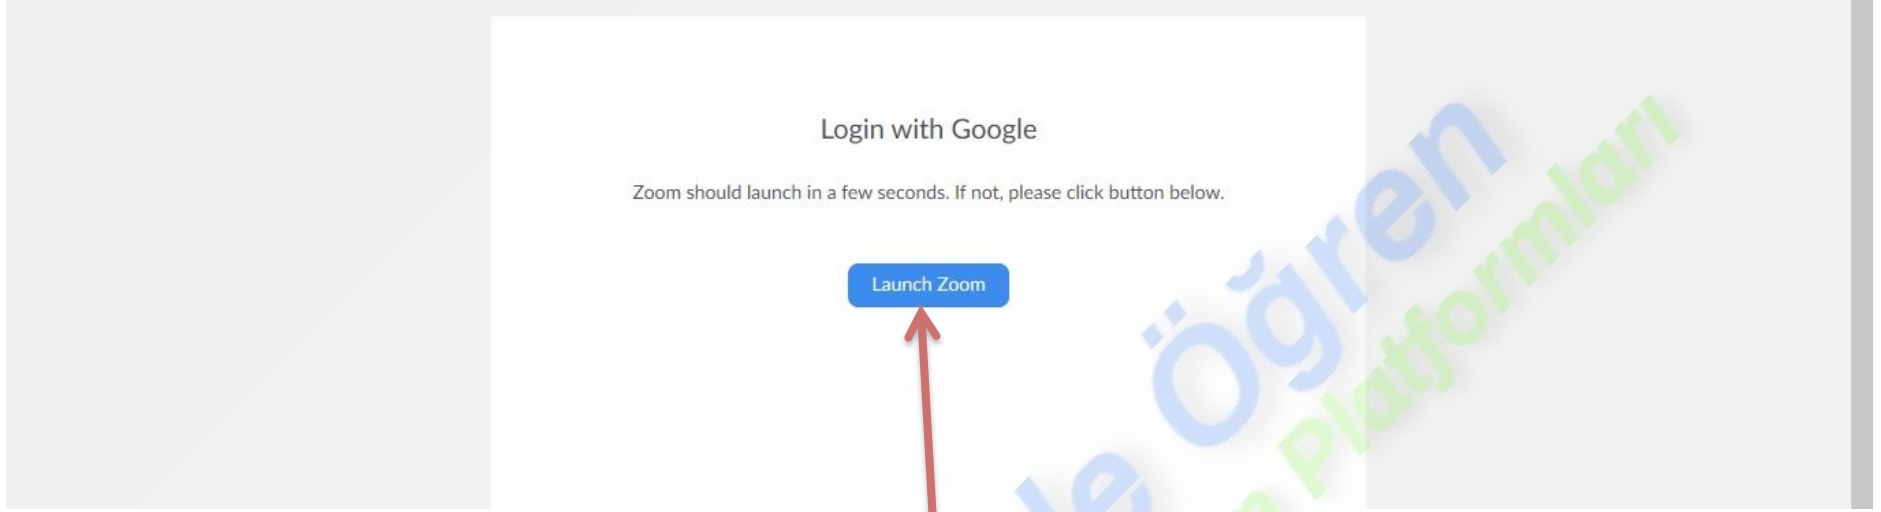 Login with Google
Zoom should launch in a few seconds. If not, please click button below.
Launch Zoom
Öğren
Platformları